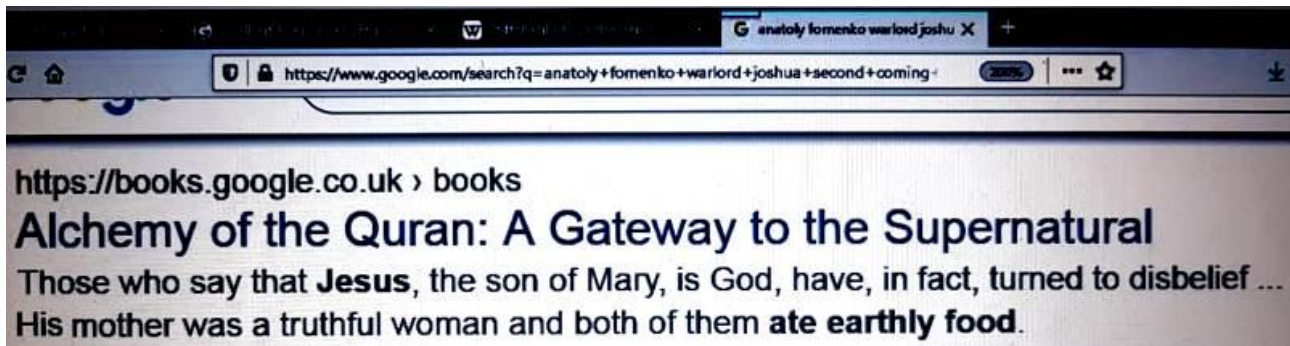 G anatoly fomenko warlord joshu X +
https://www.google.com/search?q=anatoly+fomenko+warlord+joshua+second+coming+ 200% ...
https://books.google.co.uk › books
Alchemy of the Quran: A Gateway to the Supernatural
Those who say that Jesus, the son of Mary, is God, have, in fact, turned to disbelief ...
His mother was a truthful woman and both of them ate earthly food.